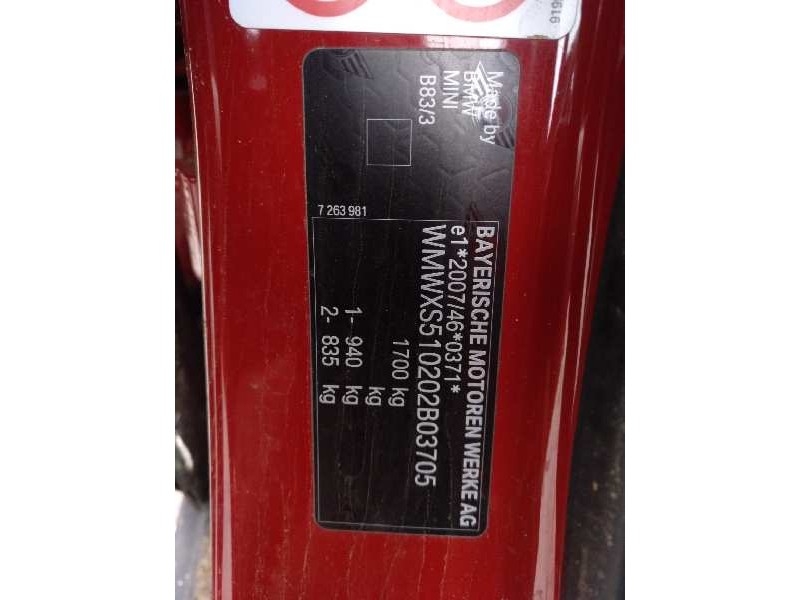 Made by
BMW
MINI
B83/3
7 263 981
BAYERISCHE MOTOREN WERKE AG
e1*2007/46*0371*
WMWXS510202B03705
1700 kg
kg
1- 940 kg
2- 835 kg